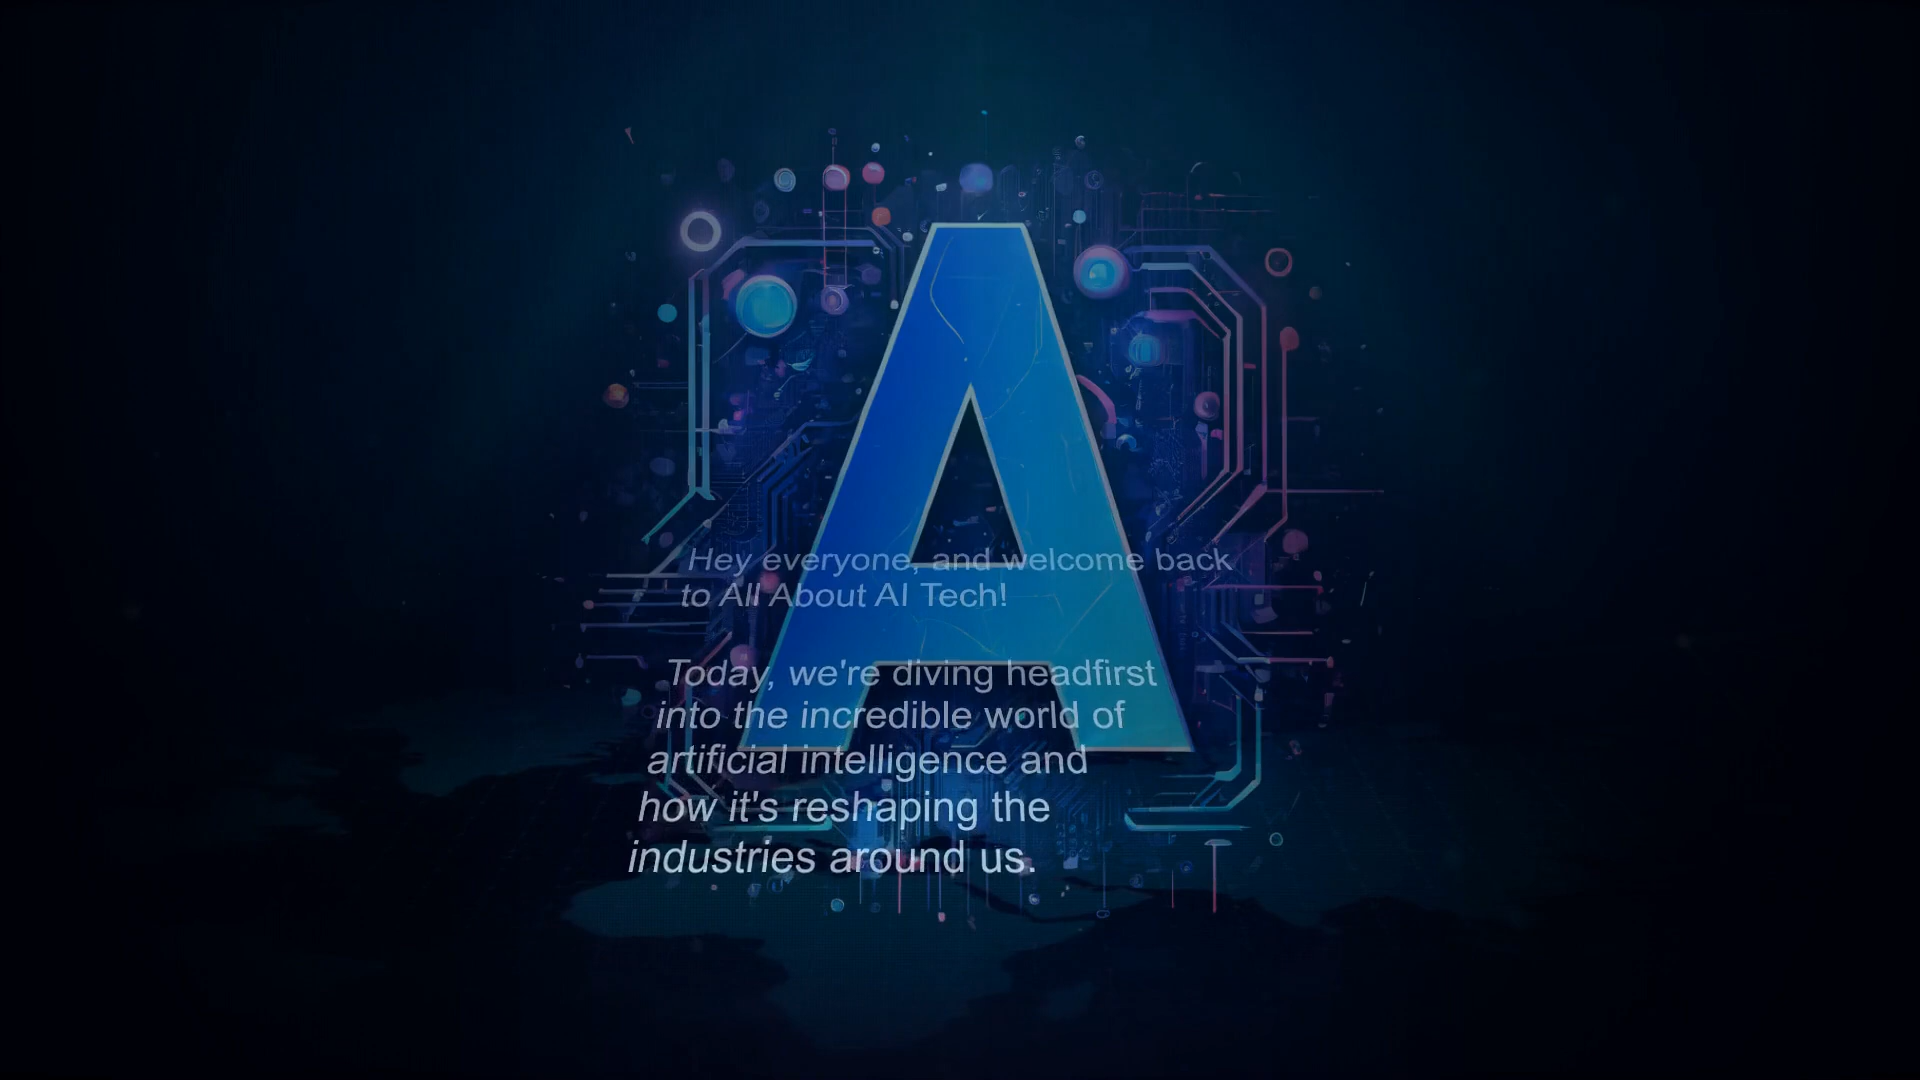 A
Hey everyone, and welcome back
to All About AI Tech!
Today, we're diving headfirst
into the incredible world of
artificial intelligence and
how it's reshaping the
industries around us.